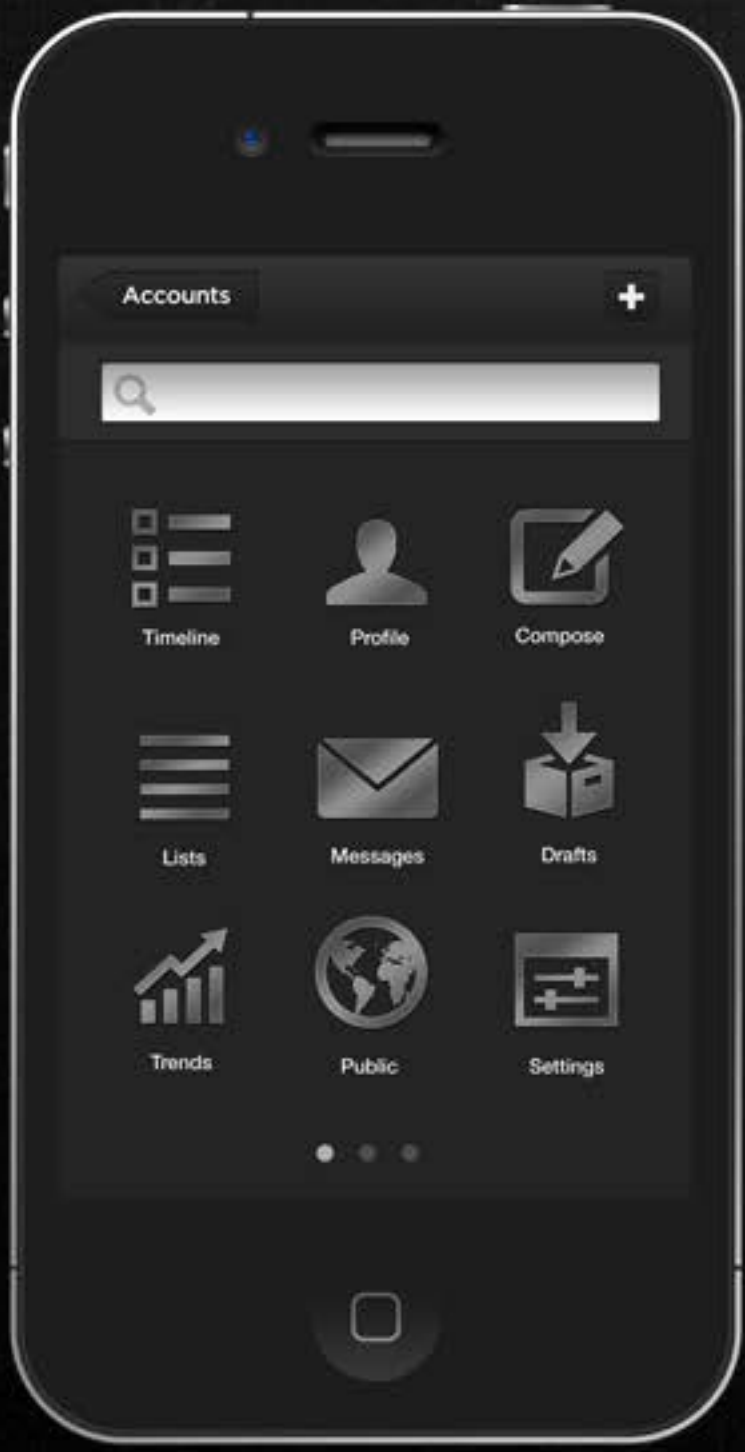 Accounts
Timeline
Profile
Compose
Lists
Messages
Drafts
Trends
Public
Settings